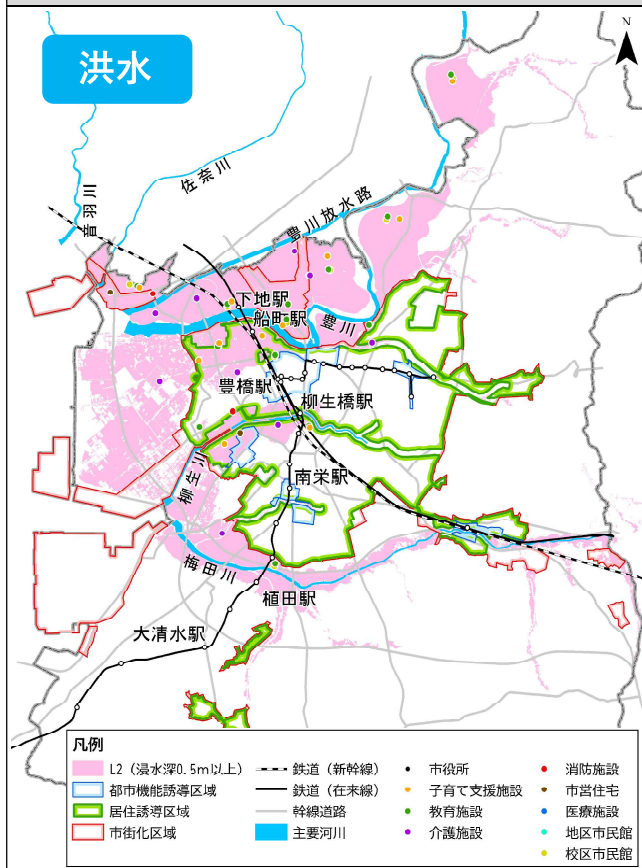 洪水
N
佐奈川
音羽川
豊川放水路
下地駅
船町駅
豊川
豊橋駅
柳生橋駅
柳生川
南栄駅
梅田川
植田駅
大清水駅
凡例
L2（浸水深0.5m以上）
都市機能誘導区域
居住誘導区域
市街化区域
鉄道（新幹線）
鉄道（在来線）
幹線道路
主要河川
市役所
子育て支援施設
教育施設
介護施設
消防施設
市営住宅
医療施設
地区市民館
校区市民館